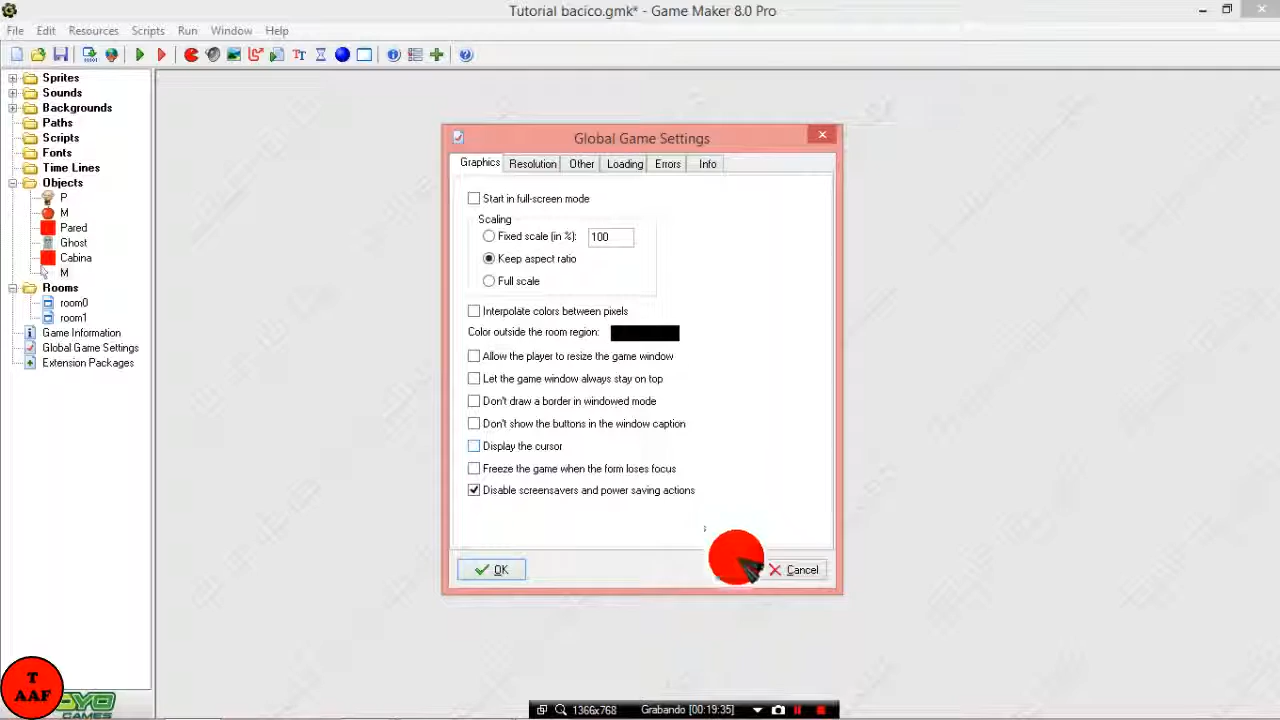 Tutorial bacico.gmk* - Game Maker 8.0 Pro
File Edit Resources Scripts Run Window Help
Sprites
Sounds
Backgrounds
Paths
Scripts
Fonts
Time Lines
Objects
P
M
Pared
Ghost
Cabina
M
Rooms
room0
room1
Game Information
Global Game Settings
Extension Packages
Global Game Settings
Graphics Resolution Other Loading Errors Info
Start in full-screen mode
Scaling
Fixed scale (in %): 100
Keep aspect ratio
Full scale
Interpolate colors between pixels
Color outside the room region:
Allow the player to resize the game window
Let the game window always stay on top
Don't draw a border in windowed mode
Don't show the buttons in the window caption
Display the cursor
Freeze the game when the form loses focus
Disable screensavers and power saving actions
OK Cancel
T
AAF
GAMES
1366x768 Grabando [00:19:35]